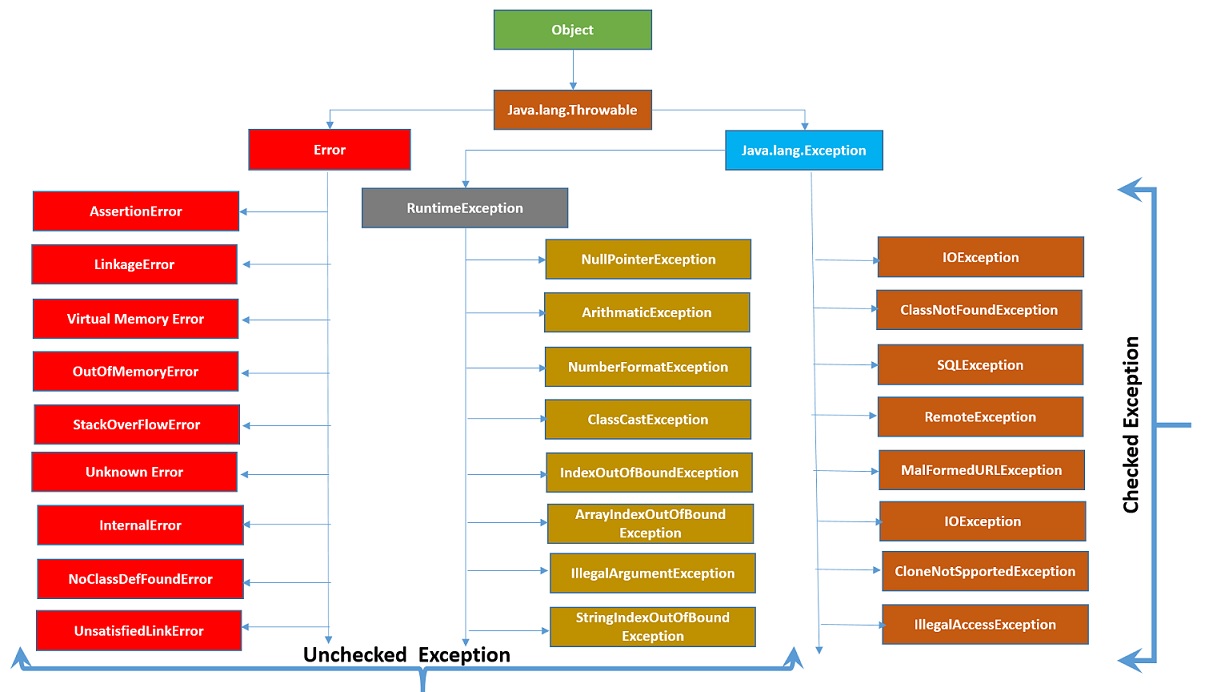 Object
Java.lang.Throwable
Error
Java.lang.Exception
RuntimeException
AssertionError
LinkageError
Virtual Memory Error
OutOfMemoryError
StackOverFlowError
Unknown Error
InternalError
NoClassDefFoundError
UnsatisfiedLinkError
NullPointerException
ArithmaticException
NumberFormatException
ClassCastException
IndexOutOfBoundException
ArrayIndexOutOfBound
Exception
IllegalArgumentException
StringIndexOutOfBound
Exception
IOException
ClassNotFoundException
SQLException
RemoteException
MalFormedURLException
IOException
CloneNotSpportedException
IllegalAccessException
Checked Exception
Unchecked Exception